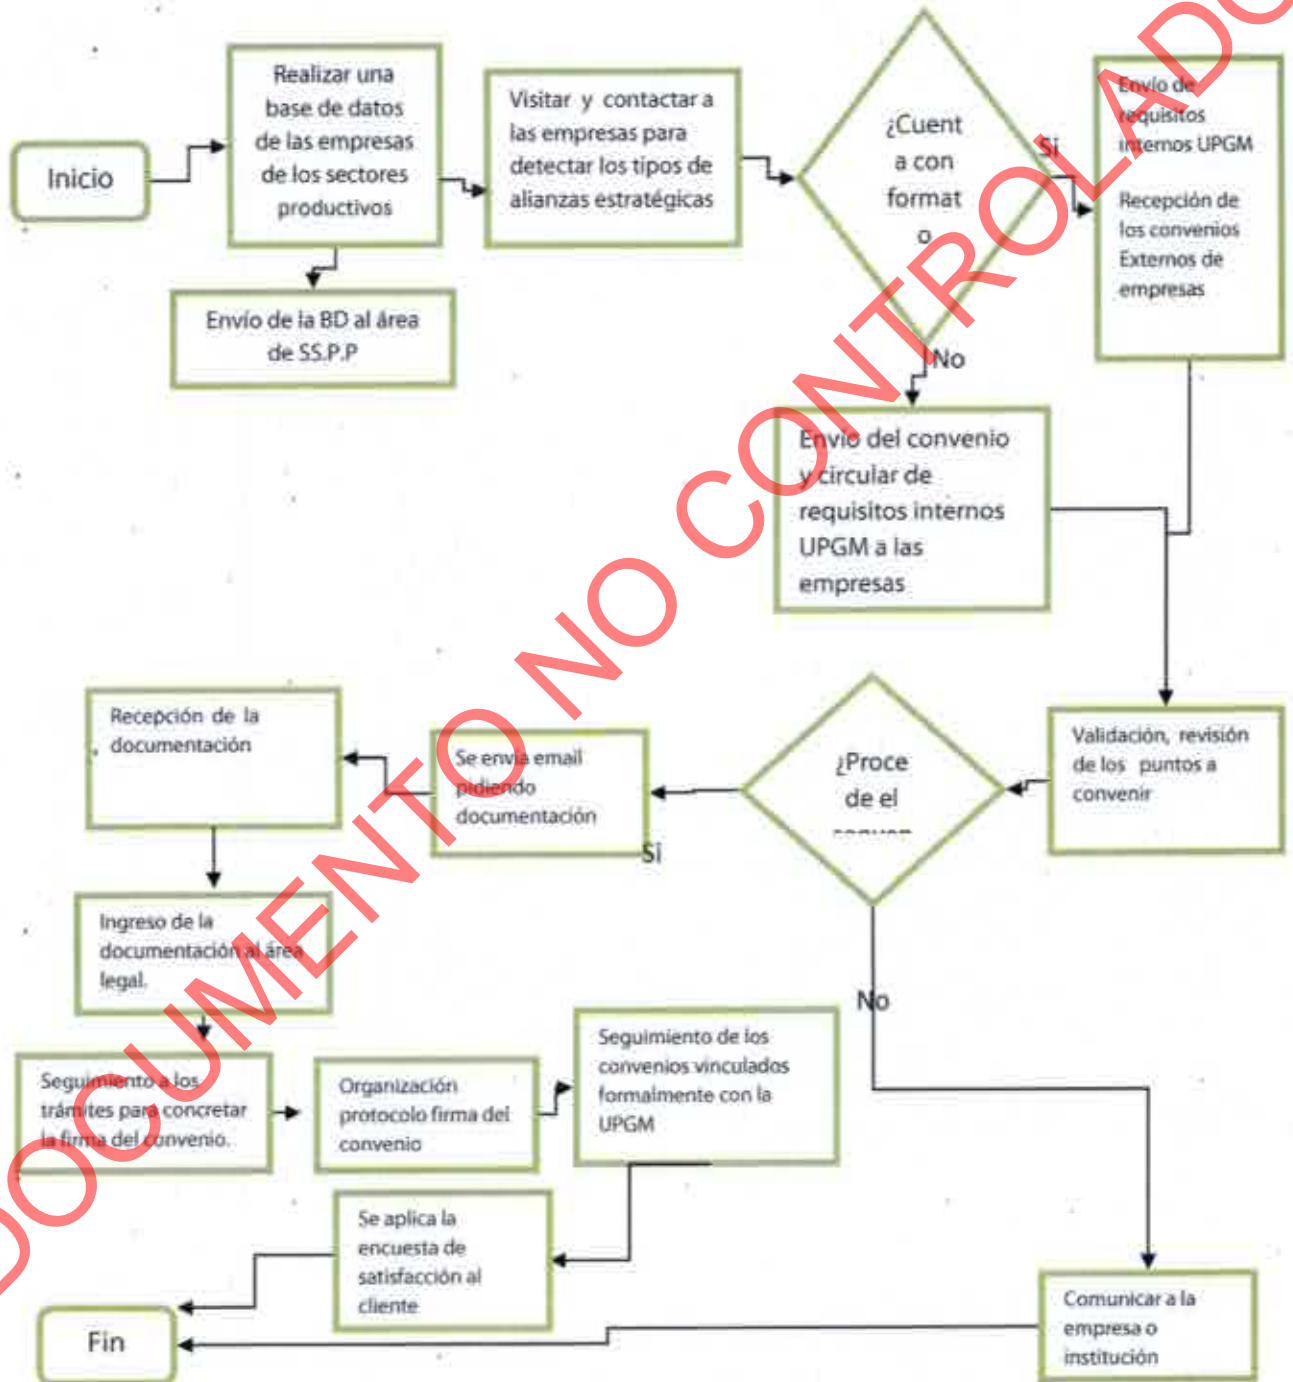 Inicio
Realizar una
base de datos
de las empresas
de los sectores
productivos
Envío de la BD al área
de SS.P.P
Visitar y contactar a
las empresas para
detectar los tipos de
alianzas estratégicas
¿Cuent
a con
format
o
Si
No
Envío de
requisitos
internos UPGM
Recepción de
los convenios
Externos de
empresas
Envío del convenio
y circular de
requisitos internos
UPGM a las
empresas
Validación, revisión
de los puntos a
convenir
¿Proce
de el
Si
No
Se envía email
pidiendo
documentación
Recepción de la
documentación
Ingreso de la
documentación al área
legal.
Seguimiento a los
trámites para concretar
la firma del convenio.
Organización
protocolo firma del
convenio
Seguimiento de los
convenios vinculados
formalmente con la
UPGM
Se aplica la
encuesta de
satisfacción al
cliente
Comunicar a la
empresa o
institución
Fin
DOCUMENTO NO CONTROLADO